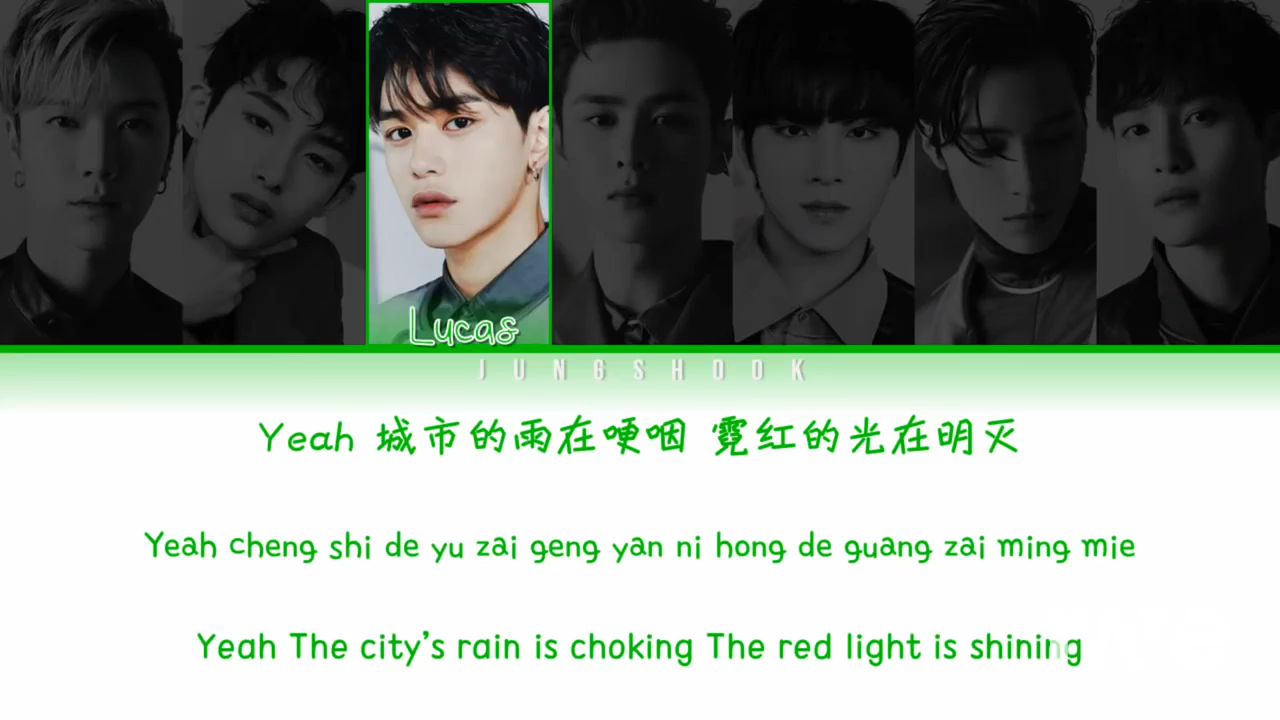 Lucas
JUNGSHOOK
Yeah 城市的雨在哽咽 霓红的光在明灭
Yeah cheng shi de yu zai geng yan ni hong de guang zai ming mie
Yeah The city's rain is choking The red light is shining